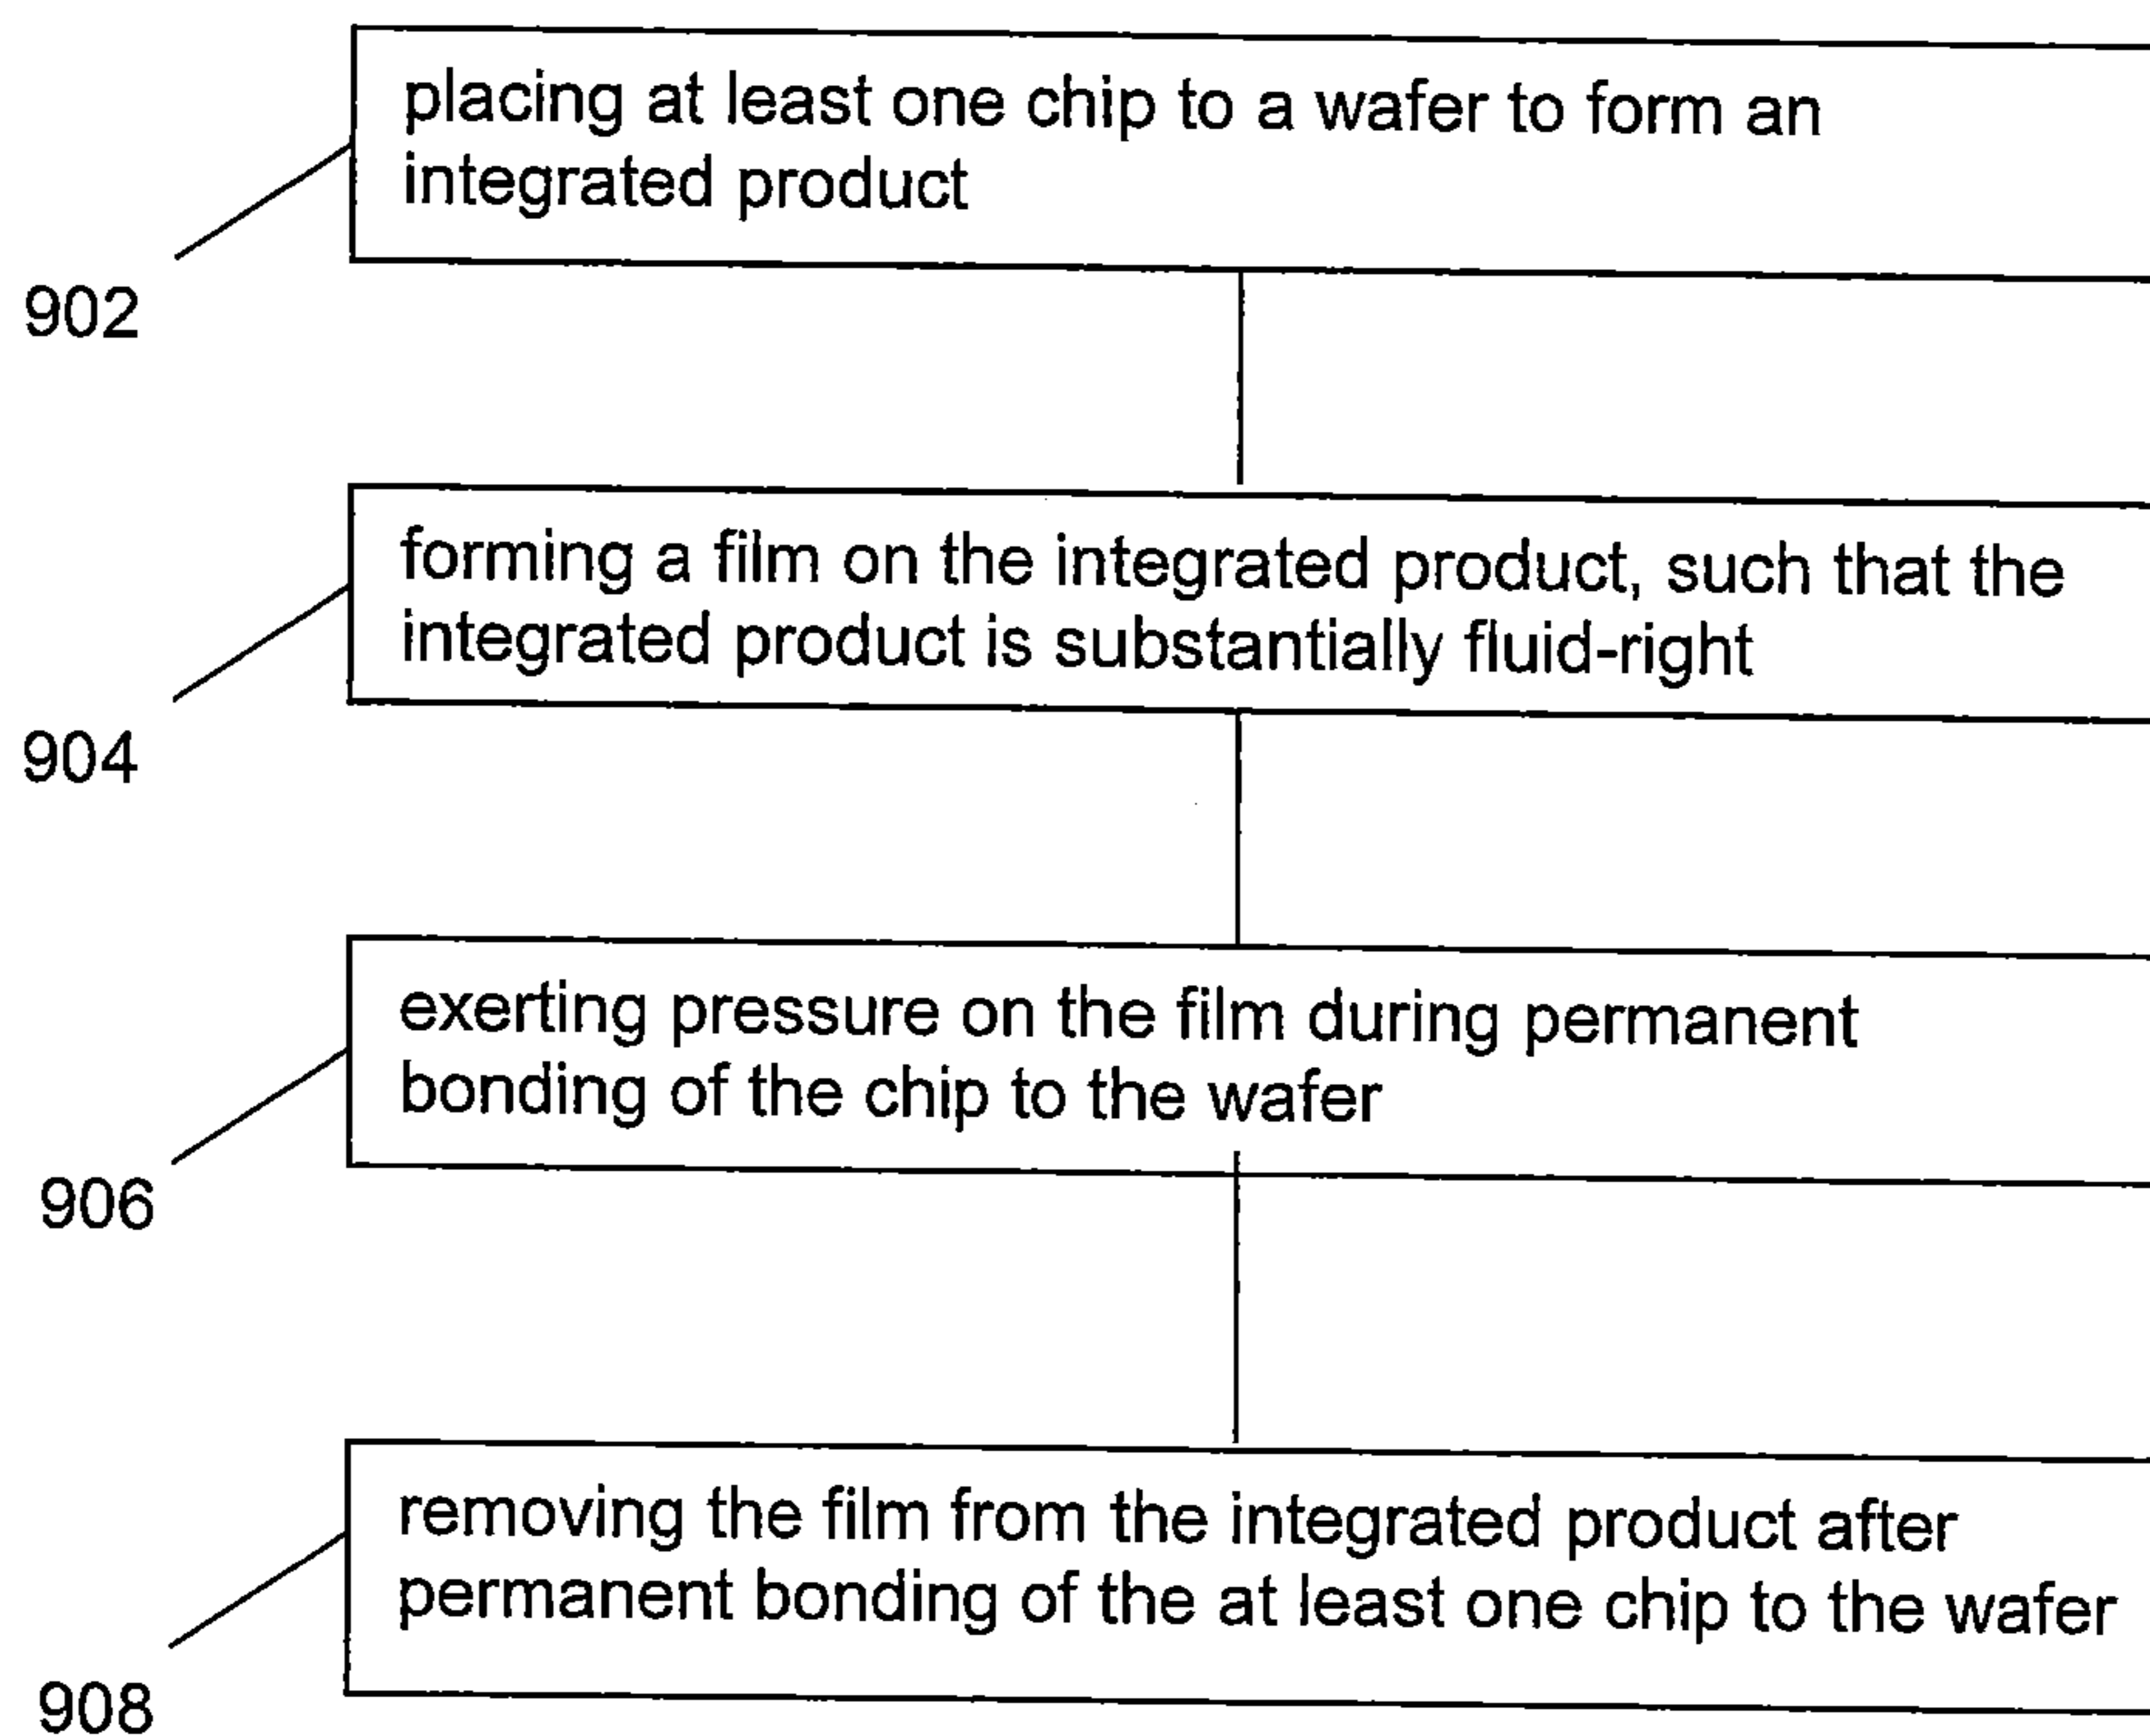 placing at least one chip to a wafer to form an
integrated product
902
forming a film on the integrated product, such that the
integrated product is substantially fluid-right
904
exerting pressure on the film during permanent
bonding of the chip to the wafer
906
removing the film from the integrated product after
permanent bonding of the at least one chip to the wafer
908